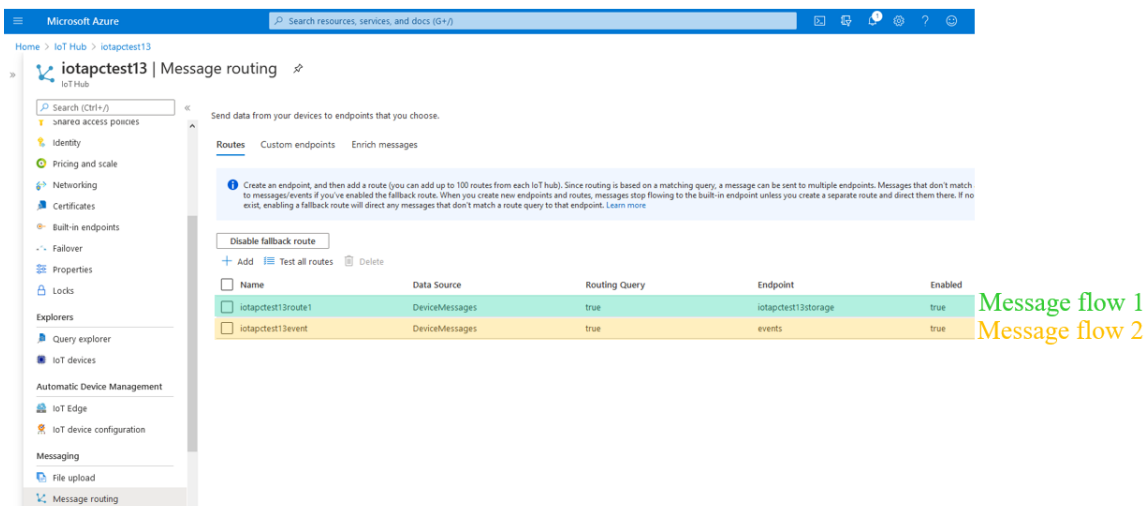 Microsoft Azure
Search resources, services, and docs (G+/)
Home > IoT Hub > iotapctest13
iotapctest13 | Message routing
IoT Hub
Search (Ctrl+/)
Shared access policies
Identity
Pricing and scale
Networking
Certificates
Built-in endpoints
Failover
Properties
Locks
Explorers
Query explorer
IoT devices
Automatic Device Management
IoT Edge
IoT device configuration
Messaging
File upload
Message routing
Send data from your devices to endpoints that you choose.
Routes Custom endpoints Enrich messages
Create an endpoint, and then add a route (you can add up to 100 routes from each IoT hub). Since routing is based on a matching query, a message can be sent to multiple endpoints. Messages that don't match
to messages/events if you've enabled the fallback route. When you create new endpoints and routes, messages stop flowing to the built-in endpoint unless you create a separate route and direct them there. If no
exist, enabling a fallback route will direct any messages that don't match a route query to that endpoint. Learn more
Disable fallback route
Add Test all routes Delete
Name Data Source Routing Query Endpoint Enabled
iotapctest13route1 DeviceMessages true iotapctest13storage true
iotapctest13event DeviceMessages true events true
Message flow 1
Message flow 2